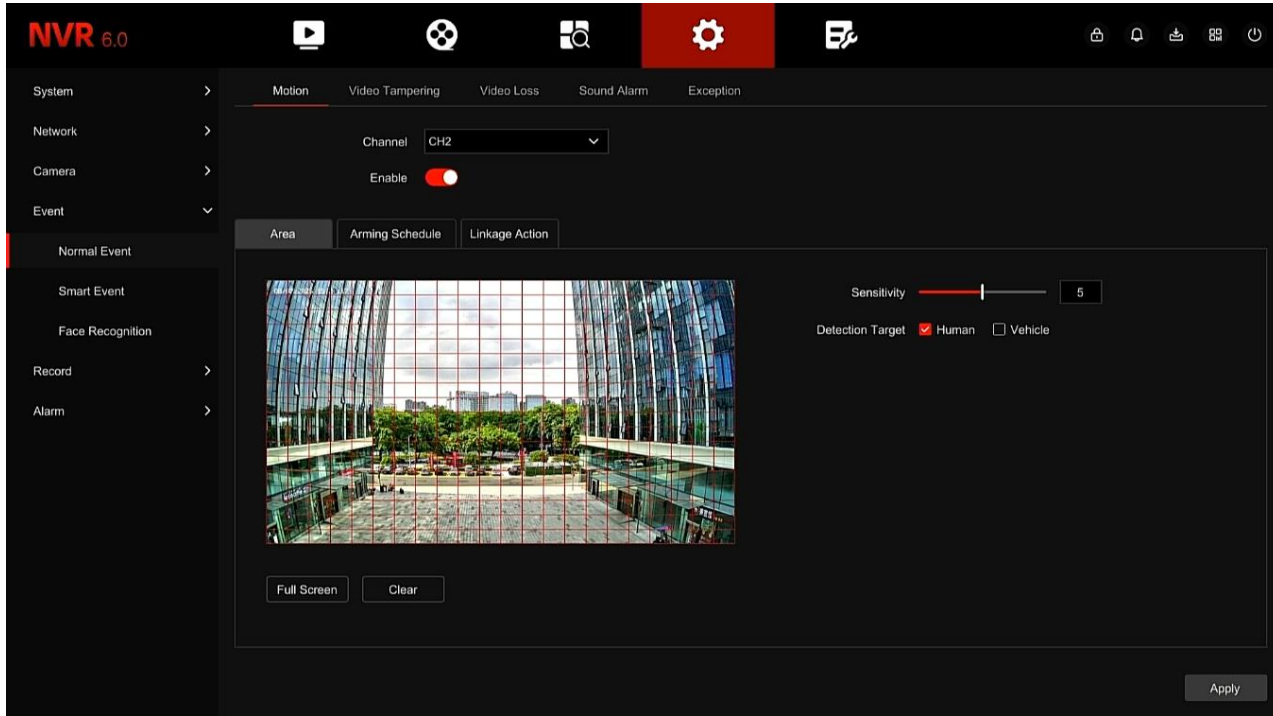 NVR 6.0
System
Network
Camera
Event
Normal Event
Smart Event
Face Recognition
Record
Alarm
Motion Video Tampering Video Loss Sound Alarm Exception
Channel CH2
Enable
Area Arming Schedule Linkage Action
Sensitivity 5
Detection Target Human Vehicle
Full Screen Clear
Apply